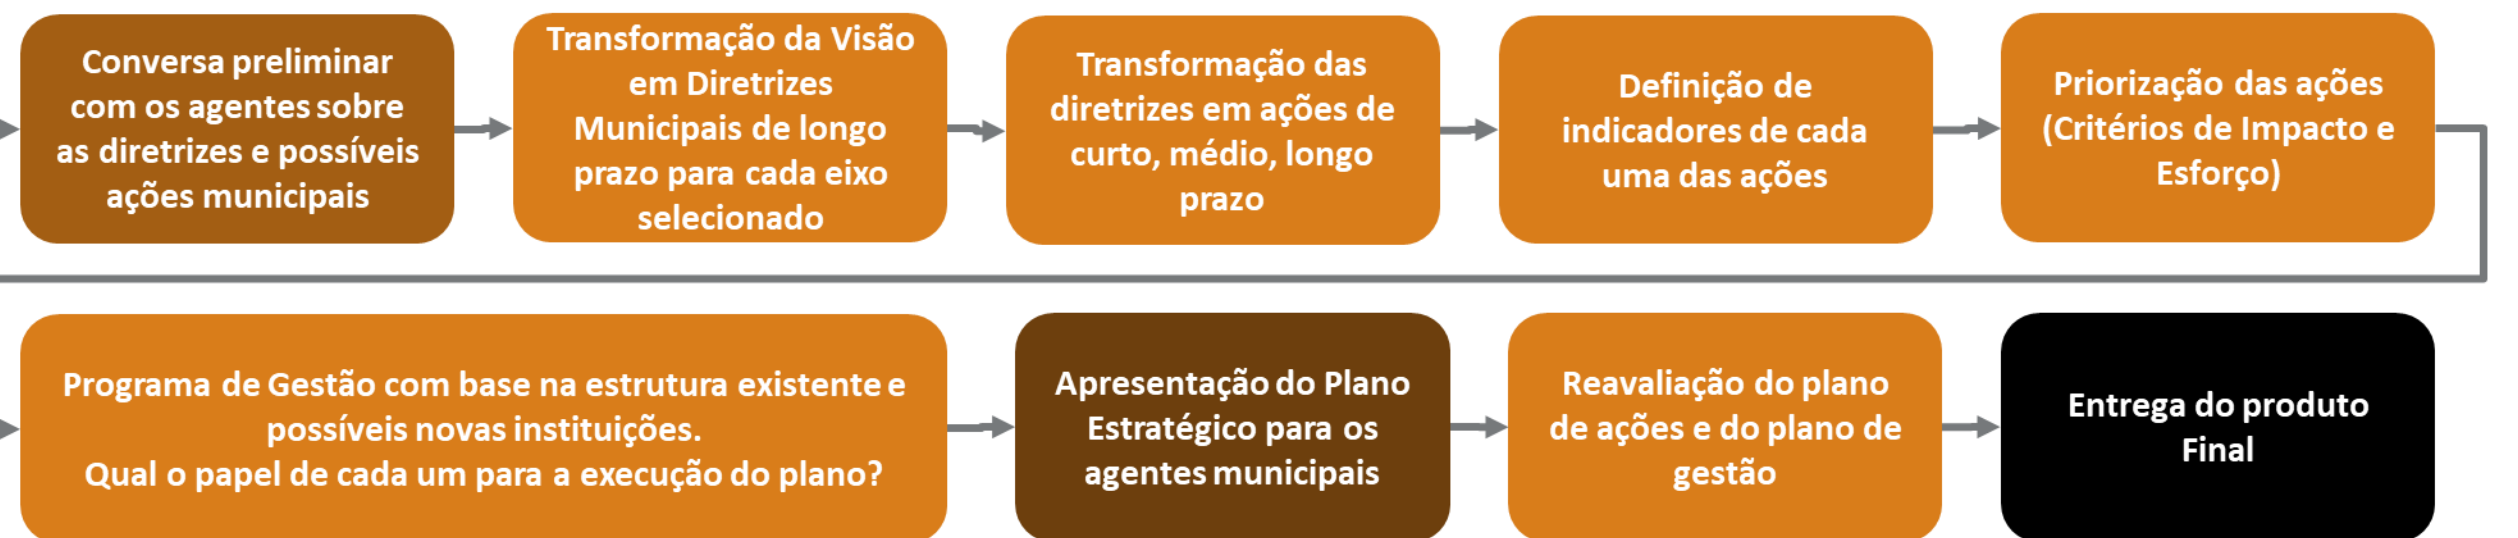 Conversa preliminar
com os agentes sobre
as diretrizes e possíveis
ações municipais
Transformação da Visão
em Diretrizes
Municipais de longo
prazo para cada eixo
selecionado
Transformação das
diretrizes em ações de
curto, médio, longo
prazo
Definição de
indicadores de cada
uma das ações
Priorização das ações
(Critérios de Impacto e
Esforço)
Programa de Gestão com base na estrutura existente e
possíveis novas instituições.
Qual o papel de cada um para a execução do plano?
Apresentação do Plano
Estratégico para os
agentes municipais
Reavaliação do plano
de ações e do plano de
gestão
Entrega do produto
Final